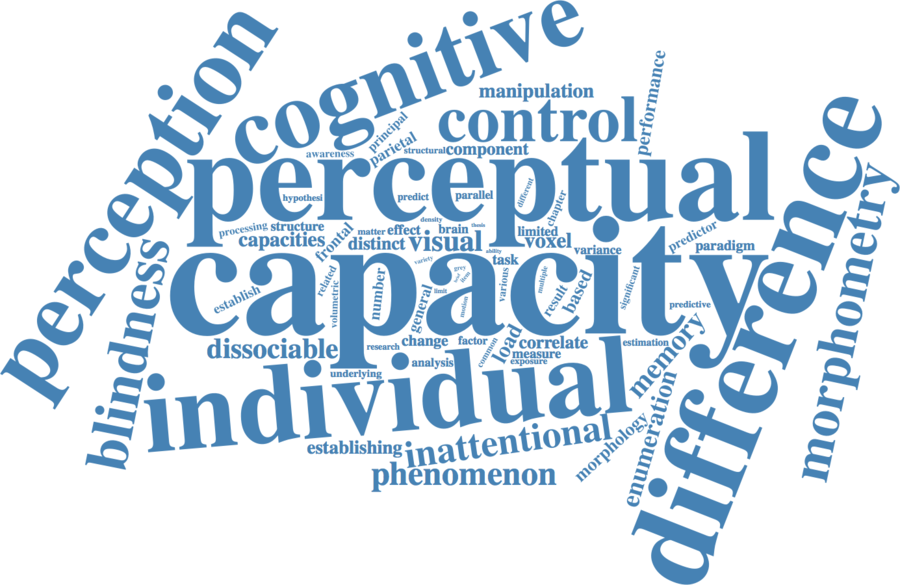 cognitive
perception
manipulation
performance
control
principal
parietal
awareness
structural
component
difference
perceptual
hypothesi
predict
parallel
different
chapter
morphometry
density
processing
structure
matter
effect
brain
thesis
limited
predictor
capacities
frontal
distinct
visual
voxel
variance
paradigm
ability
blindness
capacity
variety
grey
task
related
volumetric
number
general
limit
motion
various
multiple
result
based
significant
establish
predictive
load
memory
dissociable
research
change
factor
common
correlate
estimation
measure
analysis
exposure
underlying
individual
enumeration
establishing
inattentional
morphology
phenomenon